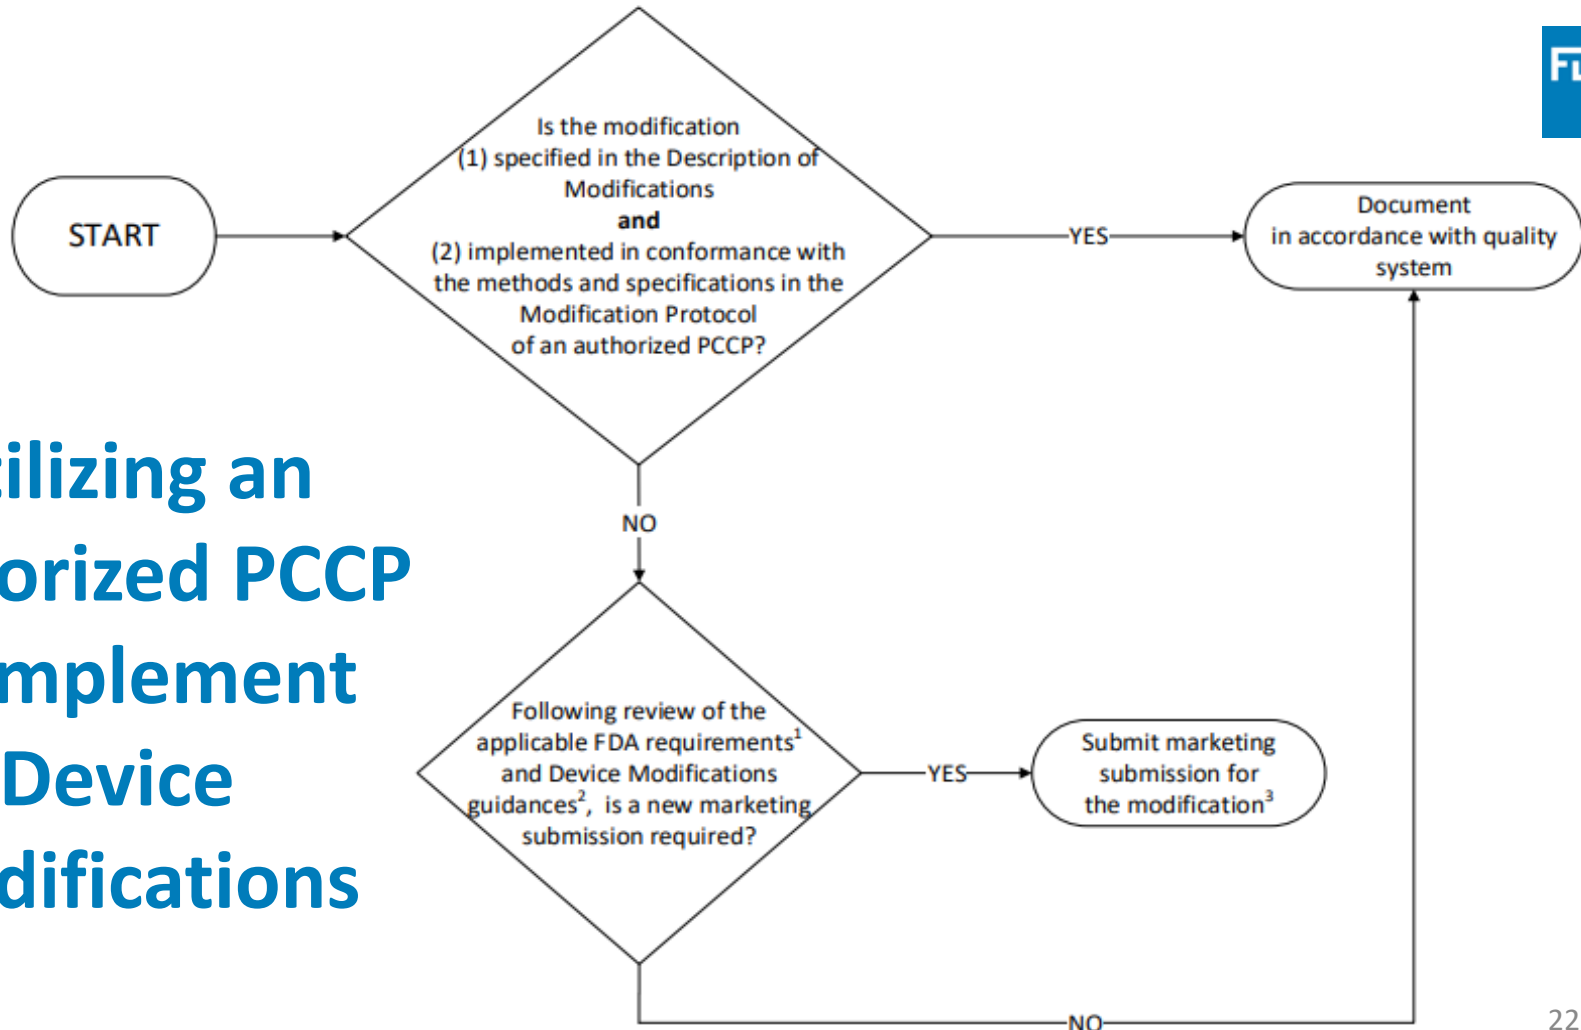 START
Is the modification
(1) specified in the Description of
Modifications
and
(2) implemented in conformance with
the methods and specifications in the
Modification Protocol
of an authorized PCCP?
YES
Document
in accordance with quality
system
NO
Following review of the
applicable FDA requirements¹
and Device Modifications
guidances², is a new marketing
submission required?
YES
Submit marketing
submission for
the modification³
NO
tilizing an
orized PCCP
mplement
Device
difications
22